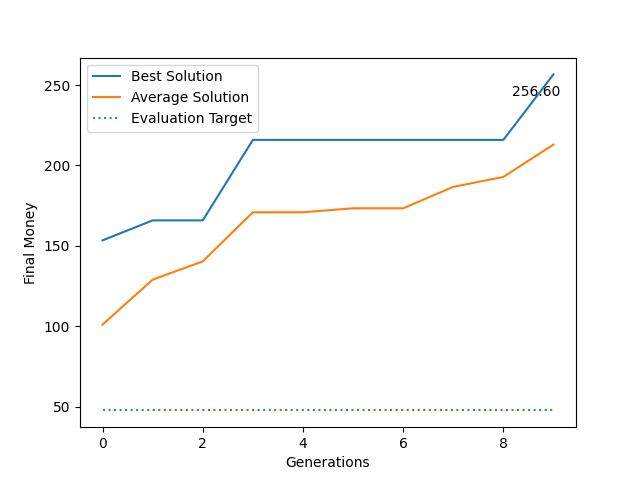 Best Solution
Average Solution
Evaluation Target
256.60
250
200
150
100
50
Final Money
0
2
4
6
8
Generations